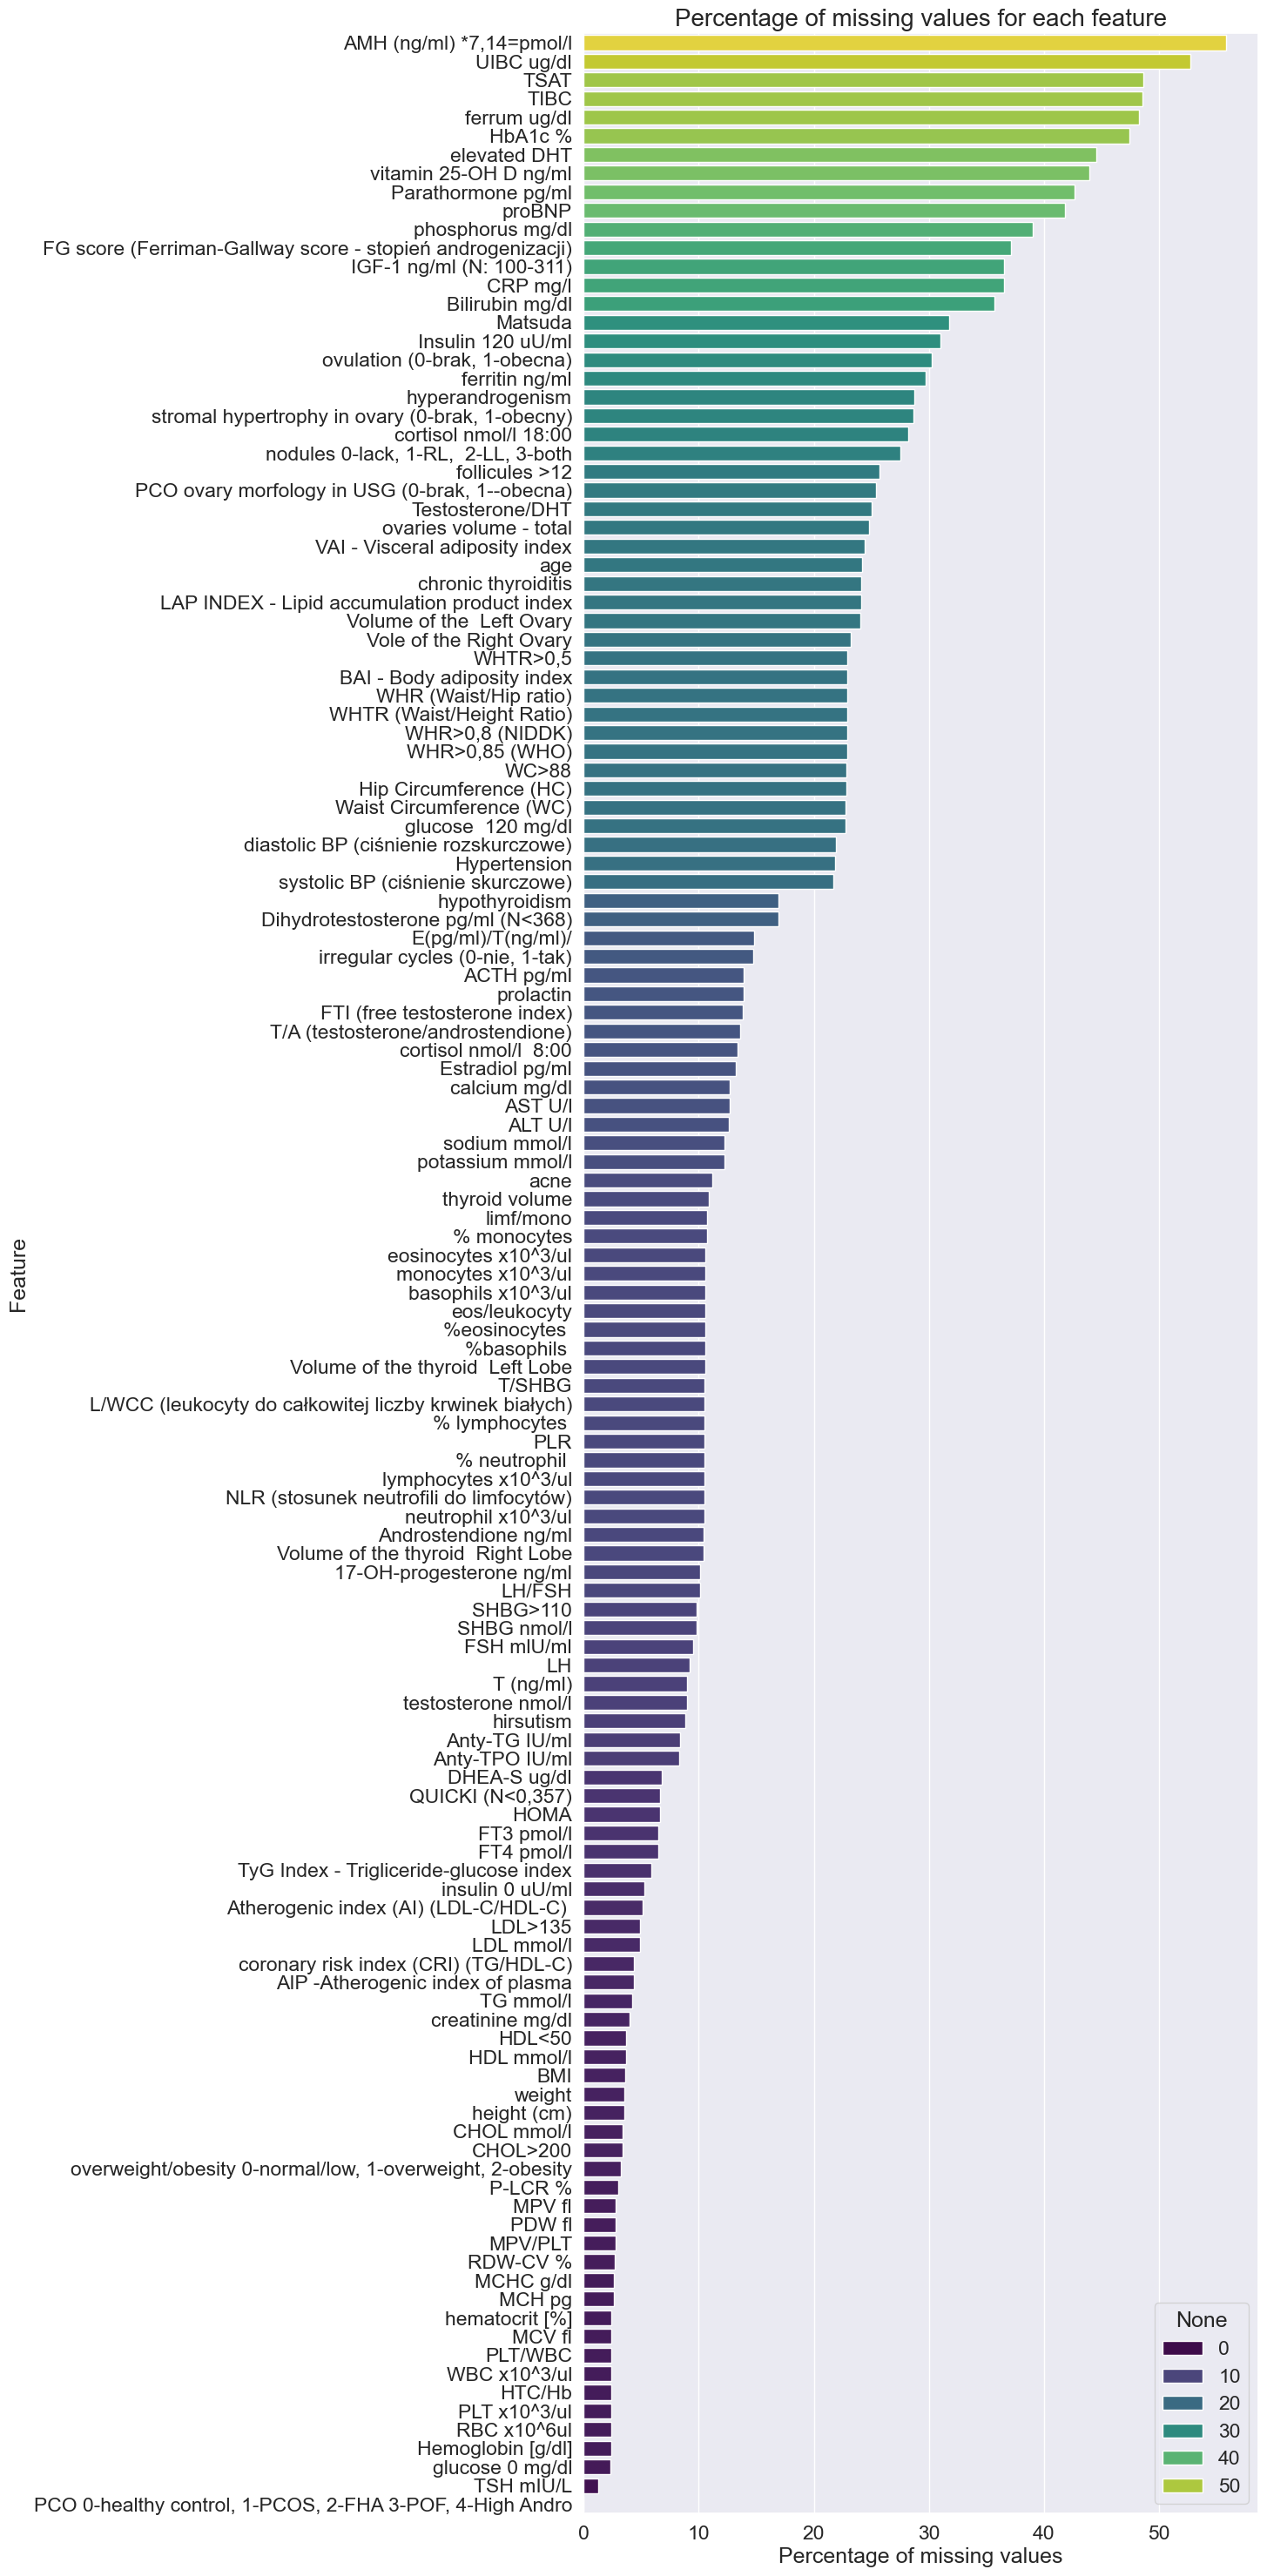 Percentage of missing values for each feature
AMH (ng/ml) *7,14=pmol/l
UIBC ug/dl
TSAT
TIBC
ferrum ug/dl
HbA1c %
elevated DHT
vitamin 25-OH D ng/ml
Parathormone pg/ml
proBNP
phosphorus mg/dl
FG score (Ferriman-Gallway score - stopień androgenizacji)
IGF-1 ng/ml (N: 100-311)
CRP mg/l
Bilirubin mg/dl
Matsuda
Insulin 120 uU/ml
ovulation (0-brak, 1-obecna)
ferritin ng/ml
hyperandrogenism
stromal hypertrophy in ovary (0-brak, 1-obecny)
cortisol nmol/l 18:00
nodules 0-lack, 1-RL,  2-LL, 3-both
follicules >12
PCO ovary morfology in USG (0-brak, 1--obecna)
Testosterone/DHT
ovaries volume - total
VAI - Visceral adiposity index
age
chronic thyroiditis
LAP INDEX - Lipid accumulation product index
Volume of the  Left Ovary
Vole of the Right Ovary
WHTR>0,5
BAI - Body adiposity index
WHR (Waist/Hip ratio)
WHTR (Waist/Height Ratio)
WHR>0,8 (NIDDK)
WHR>0,85 (WHO)
WC>88
Hip Circumference (HC)
Waist Circumference (WC)
glucose  120 mg/dl
diastolic BP (ciśnienie rozskurczowe)
Hypertension
systolic BP (ciśnienie skurczowe)
hypothyroidism
Dihydrotestosterone pg/ml (N<368)
E(pg/ml)/T(ng/ml)/
irregular cycles (0-nie, 1-tak)
ACTH pg/ml
prolactin
FTI (free testosterone index)
T/A (testosterone/androstendione)
cortisol nmol/l  8:00
Estradiol pg/ml
calcium mg/dl
AST U/l
ALT U/l
sodium mmol/l
potassium mmol/l
acne
thyroid volume
limf/mono
% monocytes
eosinocytes x10^3/ul
monocytes x10^3/ul
basophils x10^3/ul
eos/leukocyty
%eosinocytes
%basophils
Volume of the thyroid  Left Lobe
T/SHBG
L/WCC (leukocyty do całkowitej liczby krwinek białych)
% lymphocytes
PLR
% neutrophil
lymphocytes x10^3/ul
NLR (stosunek neutrofili do limfocytów)
neutrophil x10^3/ul
Androstendione ng/ml
Volume of the thyroid  Right Lobe
17-OH-progesterone ng/ml
LH/FSH
SHBG>110
SHBG nmol/l
FSH mIU/ml
LH
T (ng/ml)
testosterone nmol/l
hirsutism
Anty-TG IU/ml
Anty-TPO IU/ml
DHEA-S ug/dl
QUICKI (N<0,357)
HOMA
FT3 pmol/l
FT4 pmol/l
TyG Index - Trigliceride-glucose index
insulin 0 uU/ml
Atherogenic index (AI) (LDL-C/HDL-C)
LDL>135
LDL mmol/l
coronary risk index (CRI) (TG/HDL-C)
AIP -Atherogenic index of plasma
TG mmol/l
creatinine mg/dl
HDL<50
HDL mmol/l
BMI
weight
height (cm)
CHOL mmol/l
CHOL>200
overweight/obesity 0-normal/low, 1-overweight, 2-obesity
P-LCR %
MPV fl
PDW fl
MPV/PLT
RDW-CV %
MCHC g/dl
MCH pg
hematocrit [%]
MCV fl
PLT/WBC
WBC x10^3/ul
HTC/Hb
PLT x10^3/ul
RBC x10^6ul
Hemoglobin [g/dl]
glucose 0 mg/dl
TSH mIU/L
PCO 0-healthy control, 1-PCOS, 2-FHA 3-POF, 4-High Andro
Feature
None
0
10
20
30
40
50
0 10 20 30 40 50
Percentage of missing values